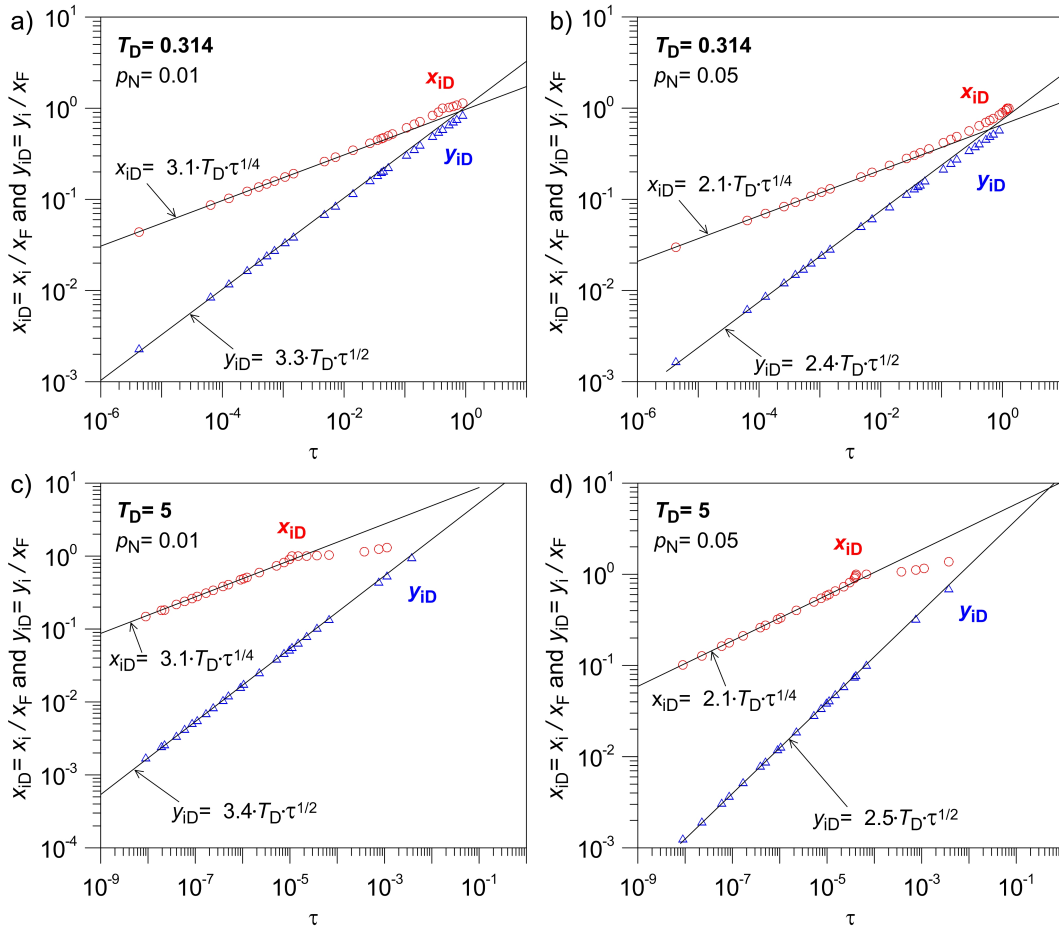 a)
T_D= 0.314
p_N= 0.01
x_iD
y_iD
x_iD= 3.1·T_D·τ^1/4
y_iD= 3.3·T_D·τ^1/2
x_iD= x_i / x_F and y_iD= y_i / x_F
10^1
10^0
10^-1
10^-2
10^-3
10^-6 10^-4 10^-2 10^0
τ
b)
T_D= 0.314
p_N= 0.05
x_iD
y_iD
x_iD= 2.1·T_D·τ^1/4
y_iD= 2.4·T_D·τ^1/2
x_iD= x_i / x_F and y_iD= y_i / x_F
10^1
10^0
10^-1
10^-2
10^-3
10^-6 10^-4 10^-2 10^0
τ
c)
T_D= 5
p_N= 0.01
x_iD
y_iD
x_iD= 3.1·T_D·τ^1/4
y_iD= 3.4·T_D·τ^1/2
x_iD= x_i / x_F and y_iD= y_i / x_F
10^1
10^0
10^-1
10^-2
10^-3
10^-4
10^-9 10^-7 10^-5 10^-3 10^-1
τ
d)
T_D= 5
p_N= 0.05
x_iD
y_iD
x_iD= 2.1·T_D·τ^1/4
y_iD= 2.5·T_D·τ^1/2
x_iD= x_i / x_F and y_iD= y_i / x_F
10^1
10^0
10^-1
10^-2
10^-3
10^-9 10^-7 10^-5 10^-3 10^-1
τ